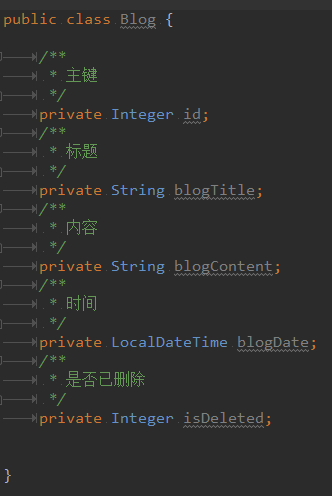 public class Blog {
/**
* 主键
*/
private Integer id;
/**
* 标题
*/
private String blogTitle;
/**
* 内容
*/
private String blogContent;
/**
* 时间
*/
private LocalDateTime blogDate;
/**
* 是否已删除
*/
private Integer isDeleted;
}